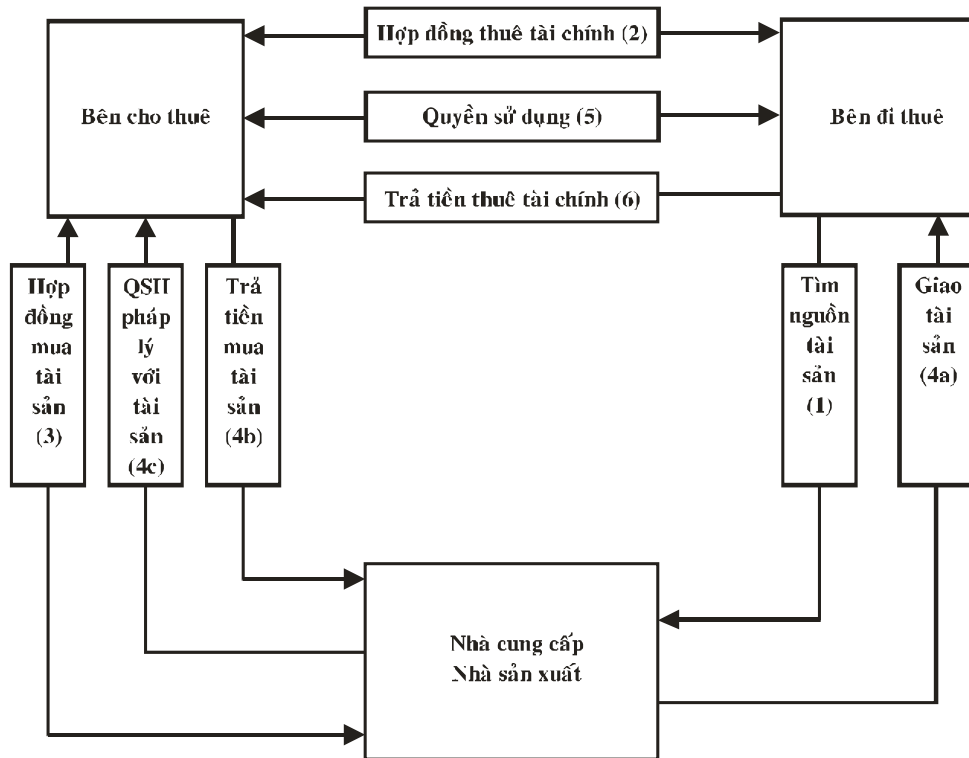 Hợp dồng thuê tài chính (2)
Bên cho thuê
Quyền sử dụng (5)
Bên đi thuê
Trả tiền thuê tài chính (6)
Hợp
đồng
mua
tài
sản
(3)
QSH
pháp
lý
với
tài
sản
(4c)
Trả
tiền
mua
tài
sản
(4b)
Tìm
nguồn
tài
sản
(1)
Giao
tài
sản
(4a)
Nhà cung cấp
Nhà sản xuất